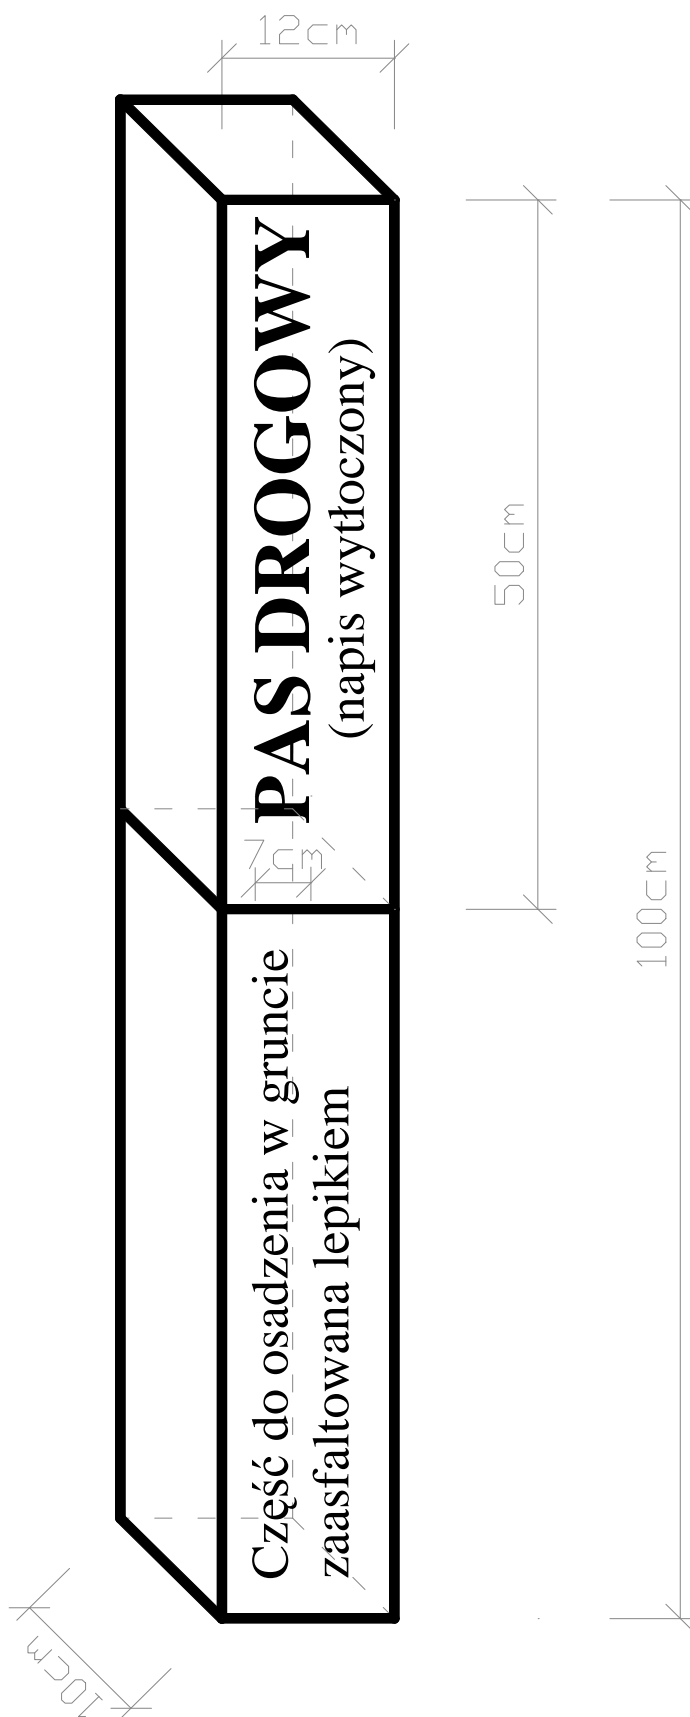 12cm
PAS DROGOWY
(napis wytłoczony)
50cm
7cm
100cm
Część do osadzenia w gruncie
zaasfaltowana lepikiem
10cm